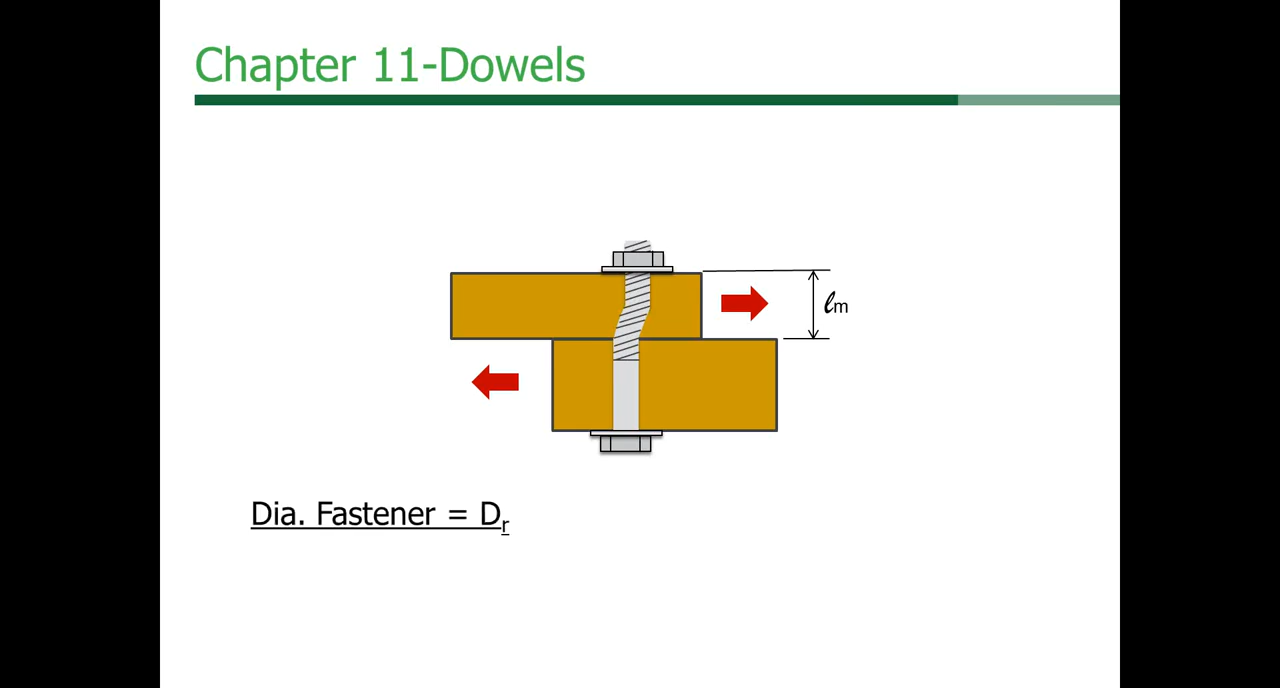 Chapter 11-Dowels
ℓm
Dia. Fastener = Dr